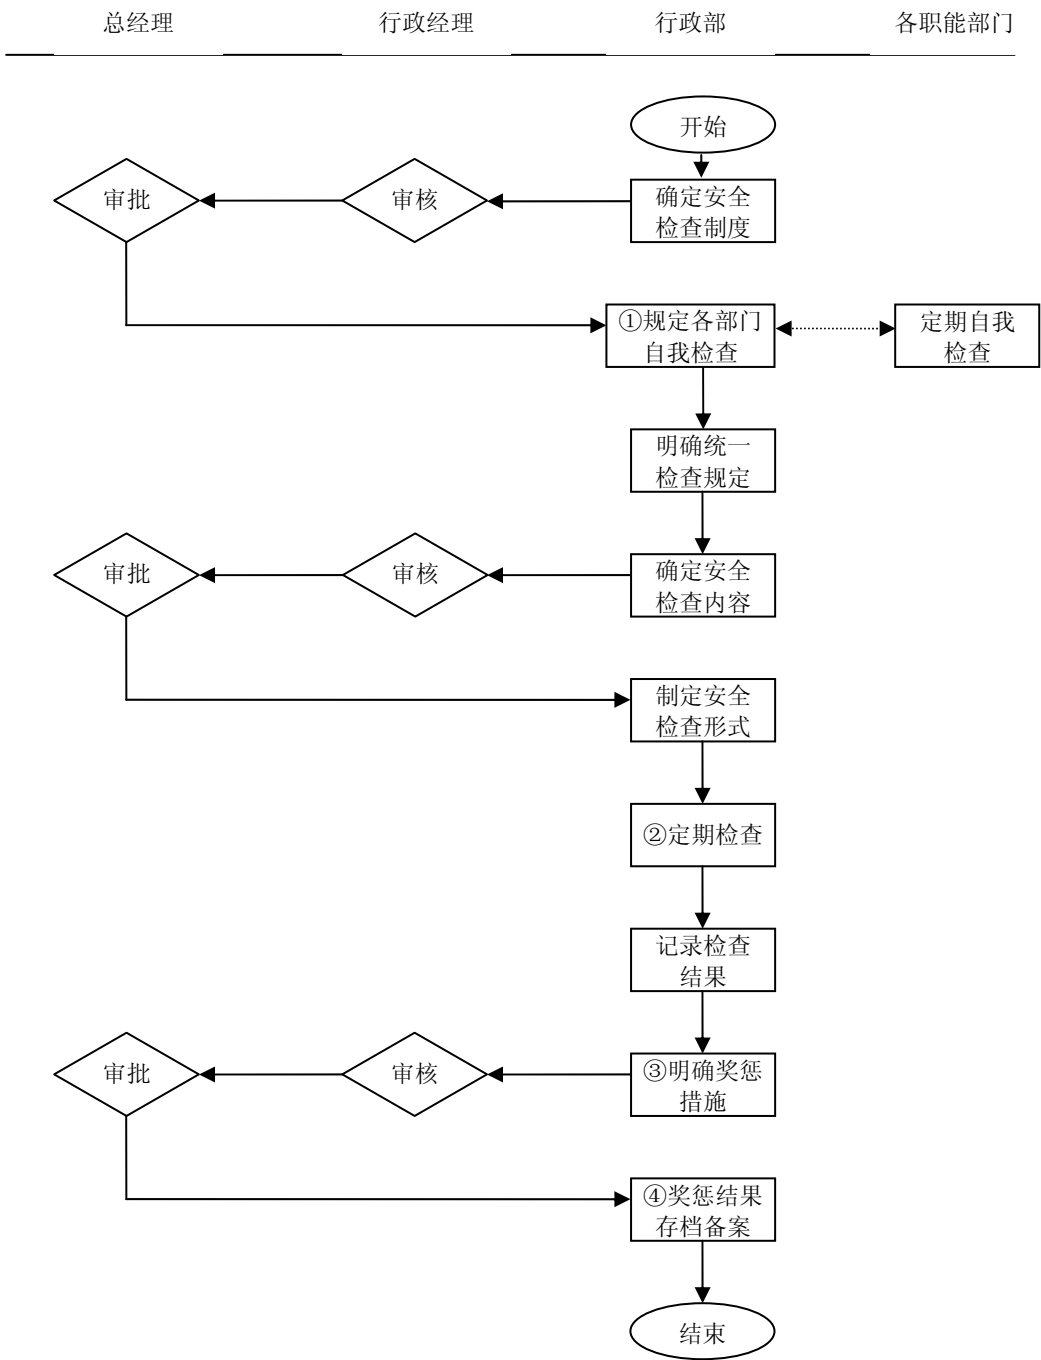 总经理
行政经理
行政部
各职能部门
开始
审批
审核
确定安全
检查制度
①规定各部门
自我检查
定期自我
检查
明确统一
检查规定
审批
审核
确定安全
检查内容
制定安全
检查形式
②定期检查
记录检查
结果
审批
审核
③明确奖惩
措施
④奖惩结果
存档备案
结束